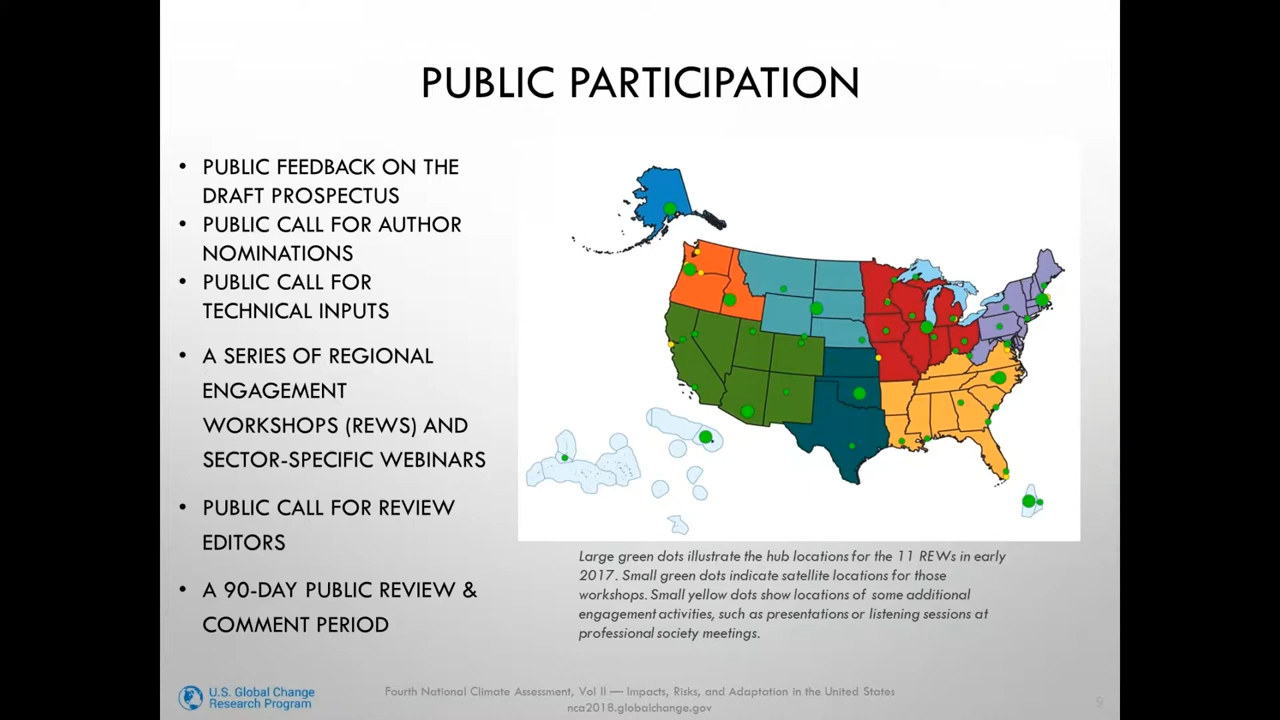 PUBLIC PARTICIPATION
• PUBLIC FEEDBACK ON THE
DRAFT PROSPECTUS
• PUBLIC CALL FOR AUTHOR
NOMINATIONS
• PUBLIC CALL FOR
TECHNICAL INPUTS
• A SERIES OF REGIONAL
ENGAGEMENT
WORKSHOPS (REWS) AND
SECTOR-SPECIFIC WEBINARS
• PUBLIC CALL FOR REVIEW
EDITORS
• A 90-DAY PUBLIC REVIEW &
COMMENT PERIOD
Large green dots illustrate the hub locations for the 11 REWs in early
2017. Small green dots indicate satellite locations for those
workshops. Small yellow dots show locations of some additional
engagement activities, such as presentations or listening sessions at
professional society meetings.
U.S. Global Change
Research Program
Fourth National Climate Assessment, Vol II — Impacts, Risks, and Adaptation in the United States
nca2018.globalchange.gov
9